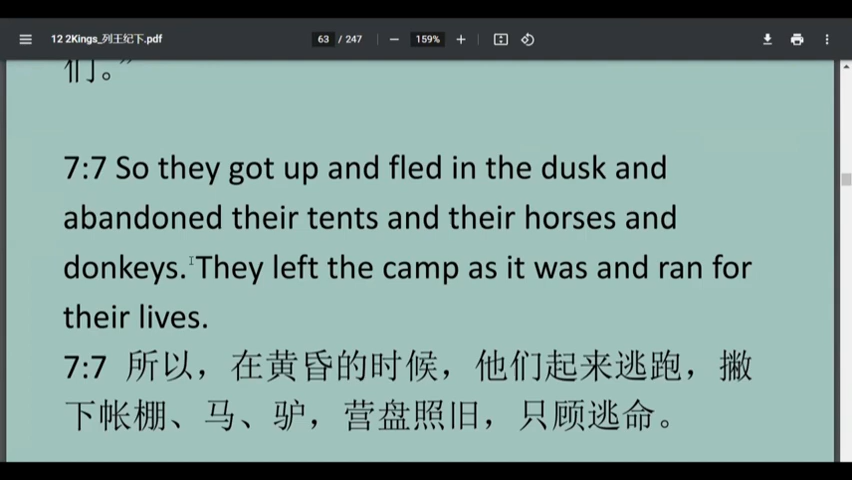 12 2Kings_列王纪下.pdf
63 / 247
159%
们。”
7:7 So they got up and fled in the dusk and
abandoned their tents and their horses and
donkeys. They left the camp as it was and ran for
their lives.
7:7 所以，在黄昏的时候，他们起来逃跑，撇
下帐棚、马、驴，营盘照旧，只顾逃命。